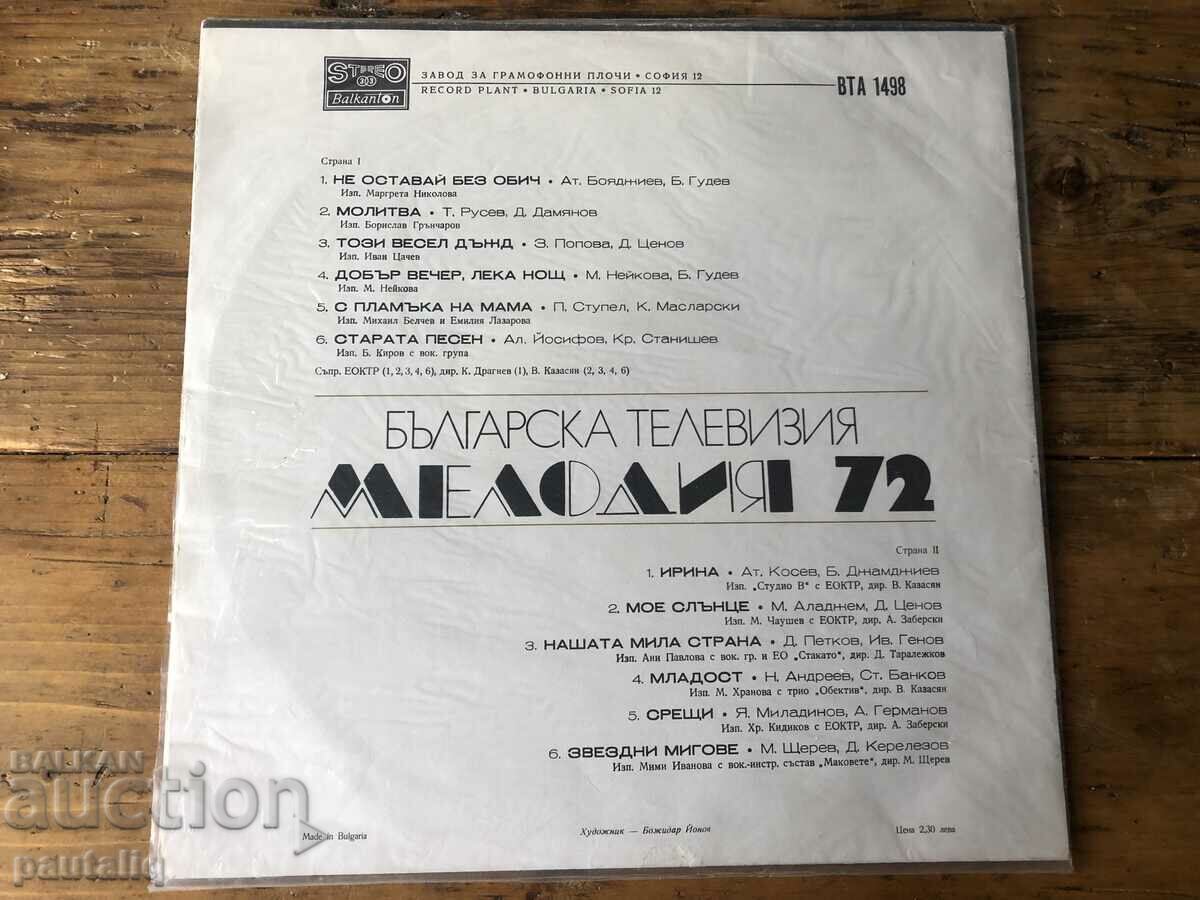 STEREO
33
Balkanton
ЗАВОД ЗА ГРАМОФОННИ ПЛОЧИ • СОФИЯ 12
RECORD PLANT • BULGARIA • SOFIA 12
ВТА 1498
Страна I
1. НЕ ОСТАВАЙ БЕЗ ОБИЧ • Ат. Бояджиев, Б. Гудев
Изп. Маргрета Николова
2. МОЛИТВА • Т. Русев, Д. Дамянов
Изп. Борислав Грънчаров
3. ТОЗИ ВЕСЕЛ ДЪЖД • З. Попова, Д. Ценов
Изп. Иван Цачев
4. ДОБЪР ВЕЧЕР, ЛЕКА НОЩ • М. Нейкова, Б. Гудев
Изп. М. Нейкова
5. С ПЛАМЪКА НА МАМА • П. Ступел, К. Масларски
Изп. Михаил Белчев и Емилия Лазарова
6. СТАРАТА ПЕСЕН • Ал. Йосифов, Кр. Станишев
Изп. Б. Киров с вок. група
Съпр. ЕОКТР (1, 2, 3, 4, 6), дир. К. Драгнев (1), В. Казасян (2, 3, 4, 6)
БЪЛГАРСКА ТЕЛЕВИЗИЯ
МЕЛОДИЯ 72
Страна II
1. ИРИНА • Ат. Косев, Б. Джамджиев
Изп. „Студио В“ с ЕОКТР, дир. В. Казасян
2. МОЕ СЛЪНЦЕ • М. Аладжем, Д. Ценов
Изп. М. Чаушев с ЕОКТР, дир. А. Заберски
3. НАШАТА МИЛА СТРАНА • Д. Петков, Ив. Генов
Изп. Ани Павлова с вок. гр. и ЕО „Стакато“, дир. Д. Таралежков
4. МЛАДОСТ • Н. Андреев, Ст. Банков
Изп. М. Хранова с трио „Обектив“, дир. В. Казасян
5. СРЕЩИ • Я. Миладинов, А. Германов
Изп. Хр. Кидиков с ЕОКТР, дир. А. Заберски
6. ЗВЕЗДНИ МИГОВЕ • М. Щерев, Д. Керелезов
Изп. Мими Иванова с вок.-инстр. състав „Маковете“, дир. М. Щерев
Made in Bulgaria
Художник — Божидар Йонов
Цена 2,30 лева
BALKAN
auction
pautalig